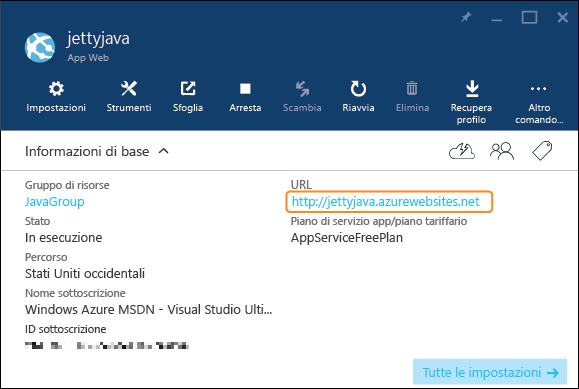 jettyjava
App Web
Impostazioni Strumenti Sfoglia Arresta Scambia Riavvia Elimina Recupera profilo Altro comando...
Informazioni di base
Gruppo di risorse
JavaGroup
URL
http://jettyjava.azurewebsites.net
Stato
In esecuzione
Piano di servizio app/piano tariffario
AppServiceFreePlan
Percorso
Stati Uniti occidentali
Nome sottoscrizione
Windows Azure MSDN - Visual Studio Ulti...
ID sottoscrizione
Tutte le impostazioni